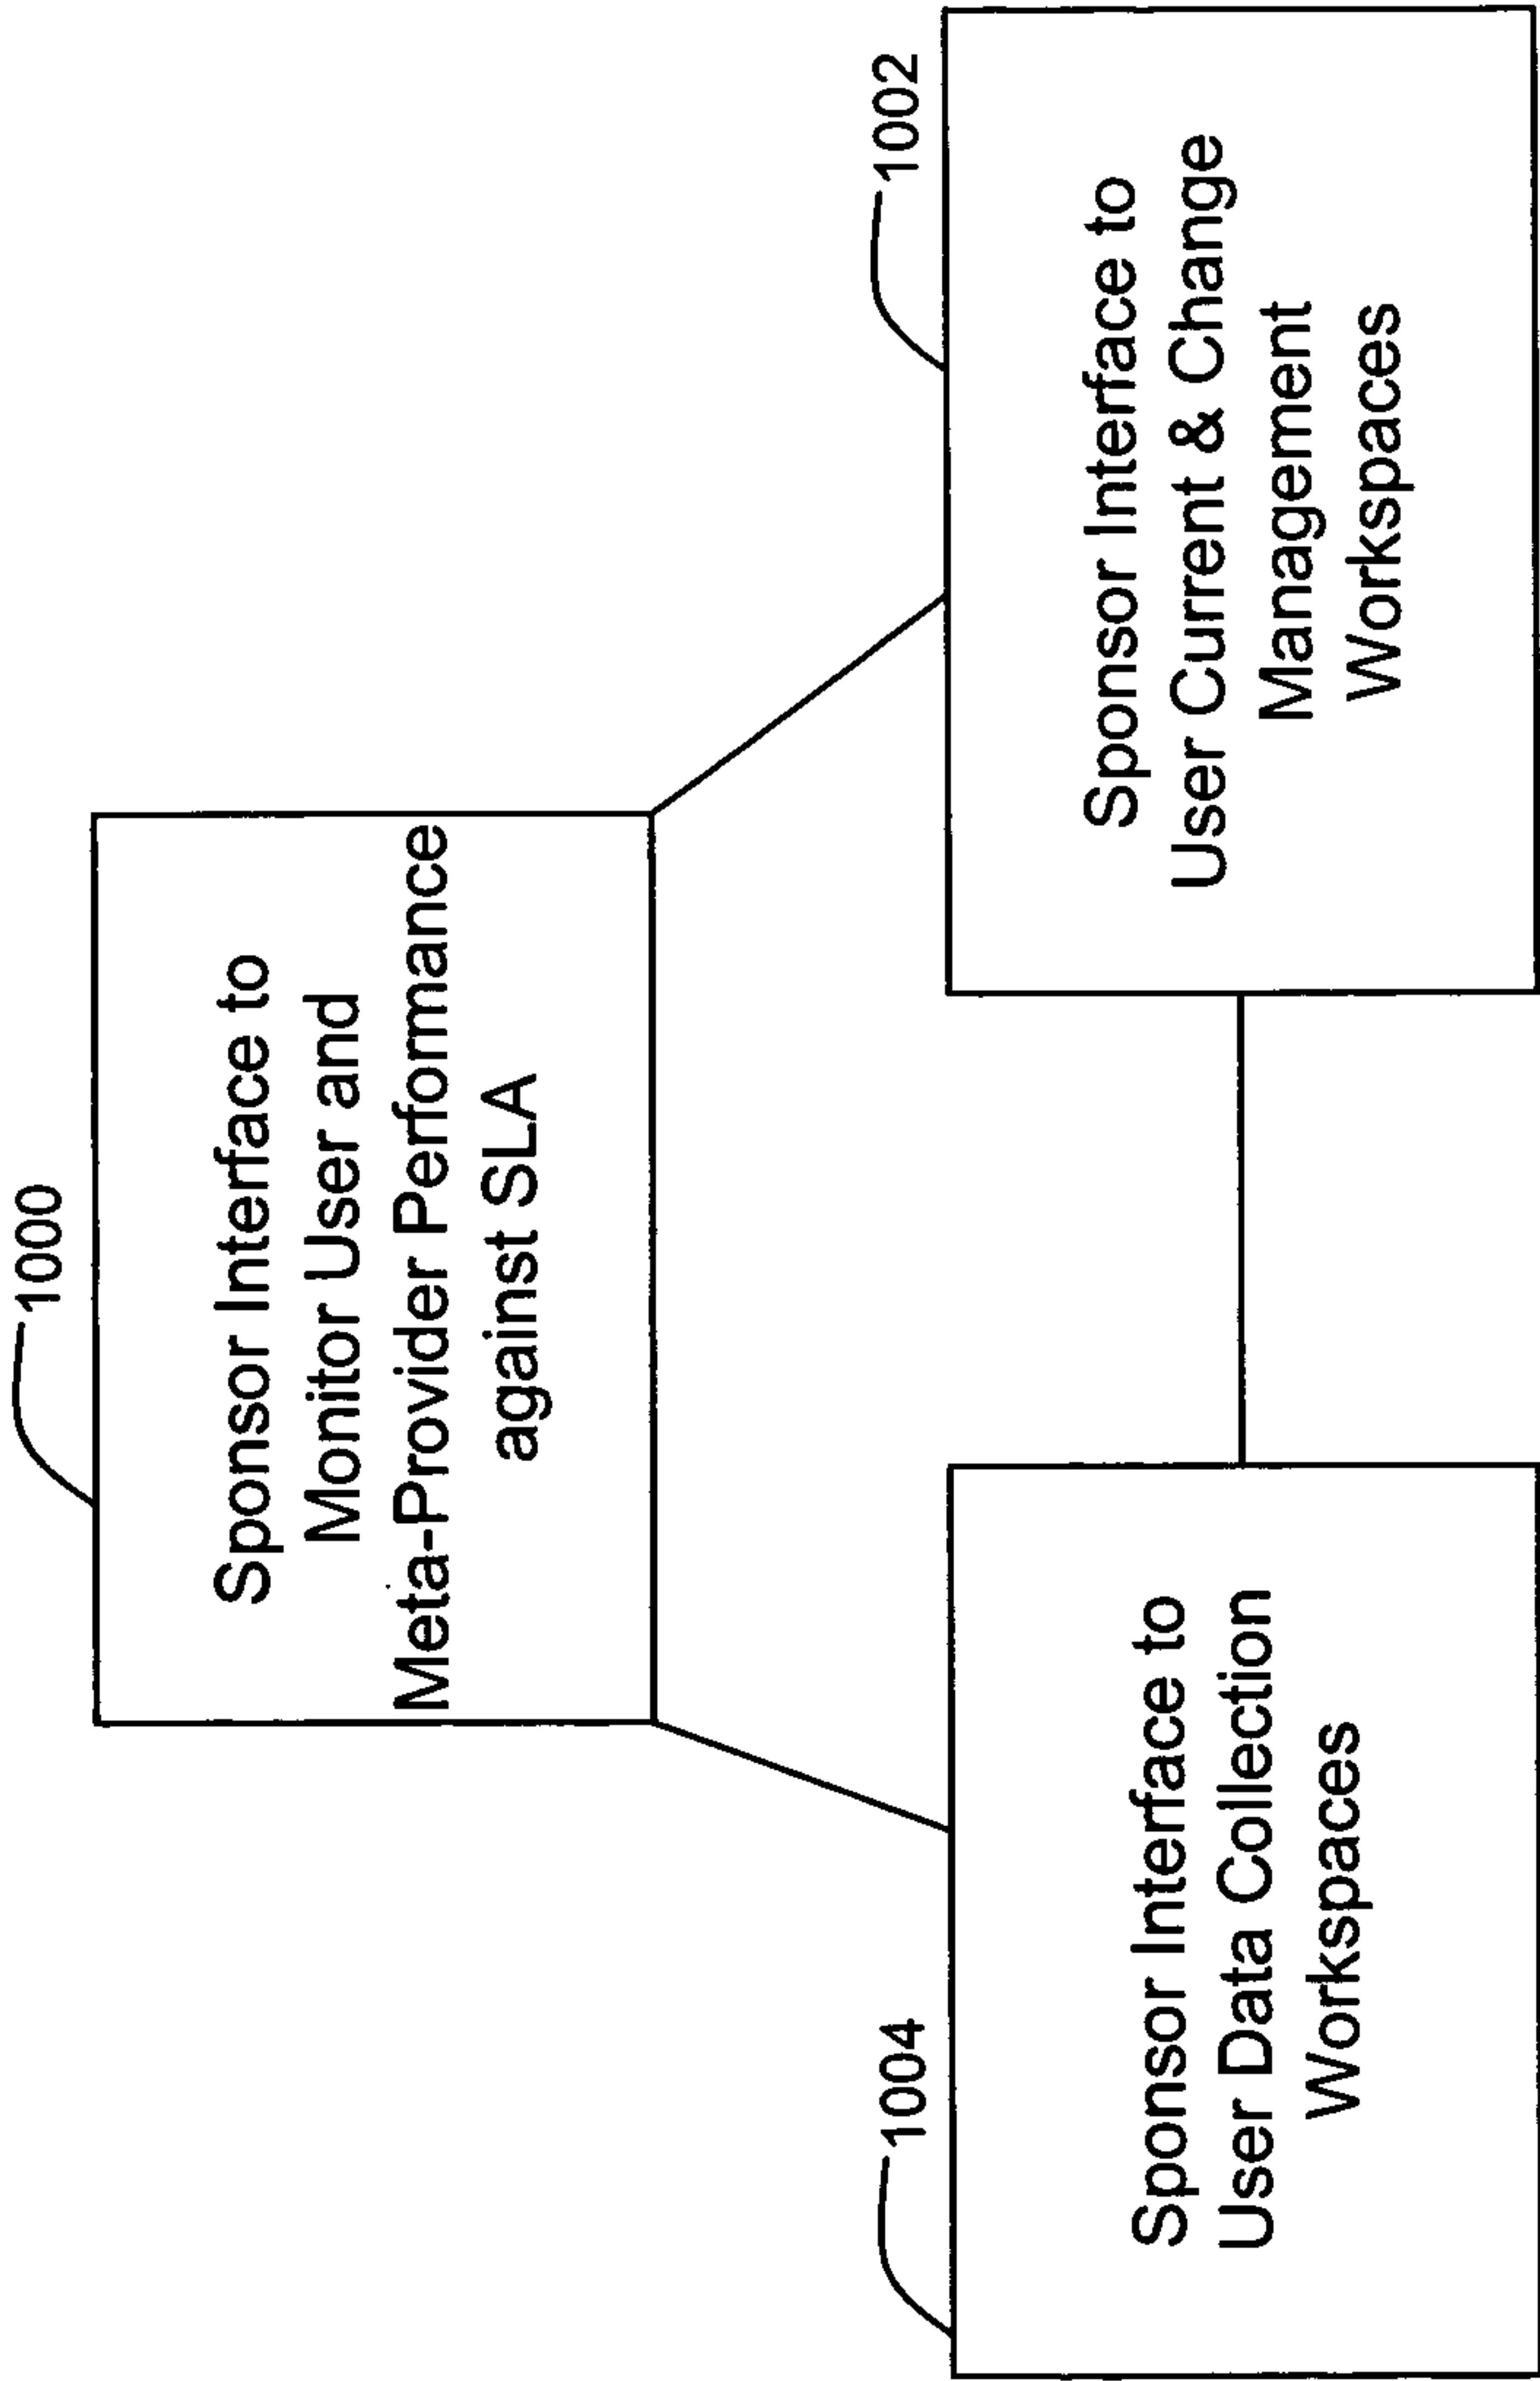 1000
Sponsor Interface to
Monitor User and
Meta-Provider Performance
against SLA
1004
Sponsor Interface to
User Data Collection
Workspaces
1002
Sponsor Interface to
User Current & Change
Management
Workspaces